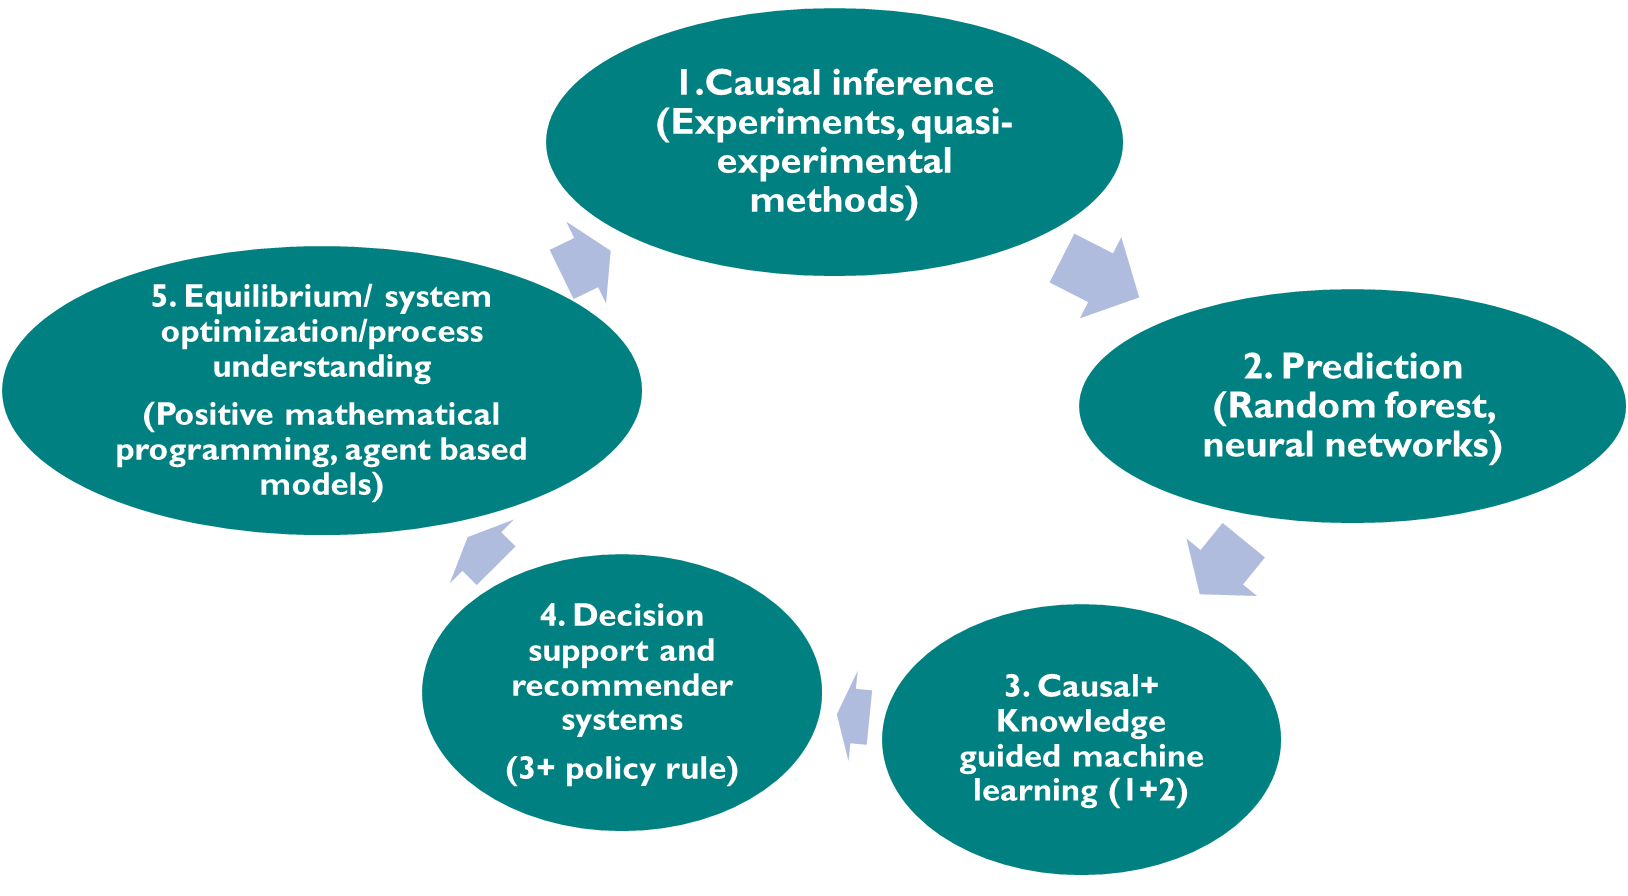 1.Causal inference
(Experiments, quasi-
experimental
methods)
2. Prediction
(Random forest,
neural networks)
3. Causal+
Knowledge
guided machine
learning (1+2)
4. Decision
support and
recommender
systems
(3+ policy rule)
5. Equilibrium/ system
optimization/process
understanding
(Positive mathematical
programming, agent based
models)